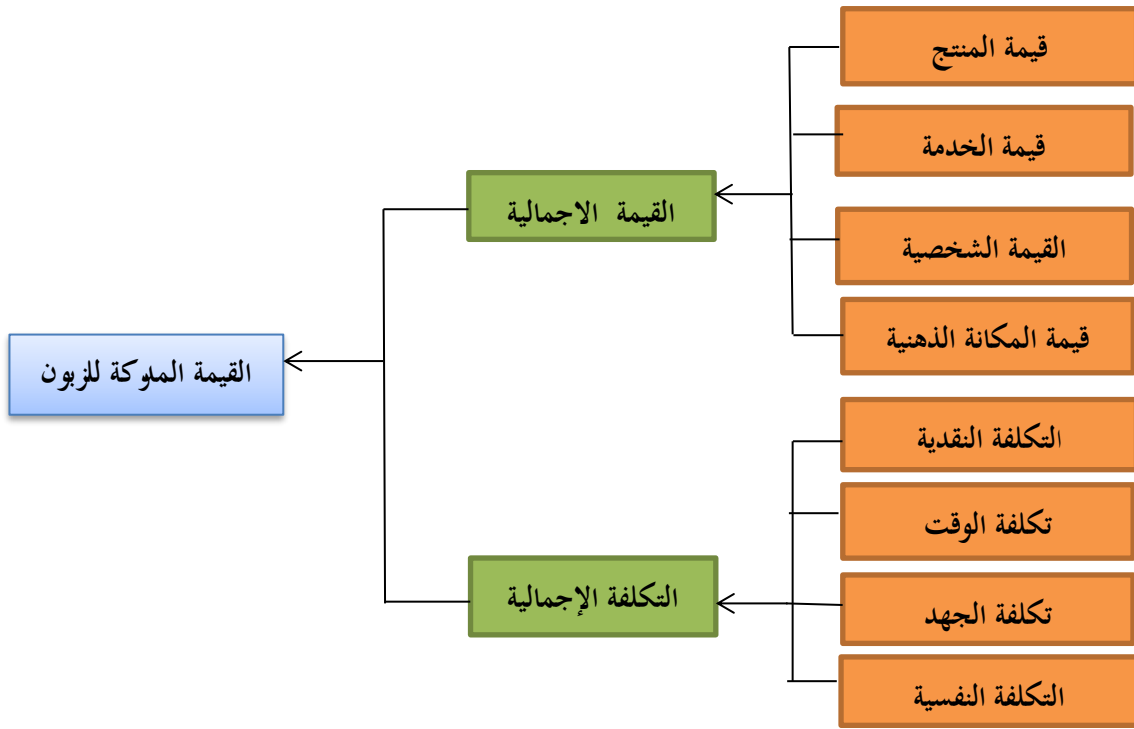 قيمة المنتج
قيمة الخدمة
القيمة الاجمالية
القيمة الشخصية
قيمة المكانة الذهنية
القيمة المدركة للزبون
التكلفة النقدية
تكلفة الوقت
التكلفة الإجمالية
تكلفة الجهد
التكلفة النفسية